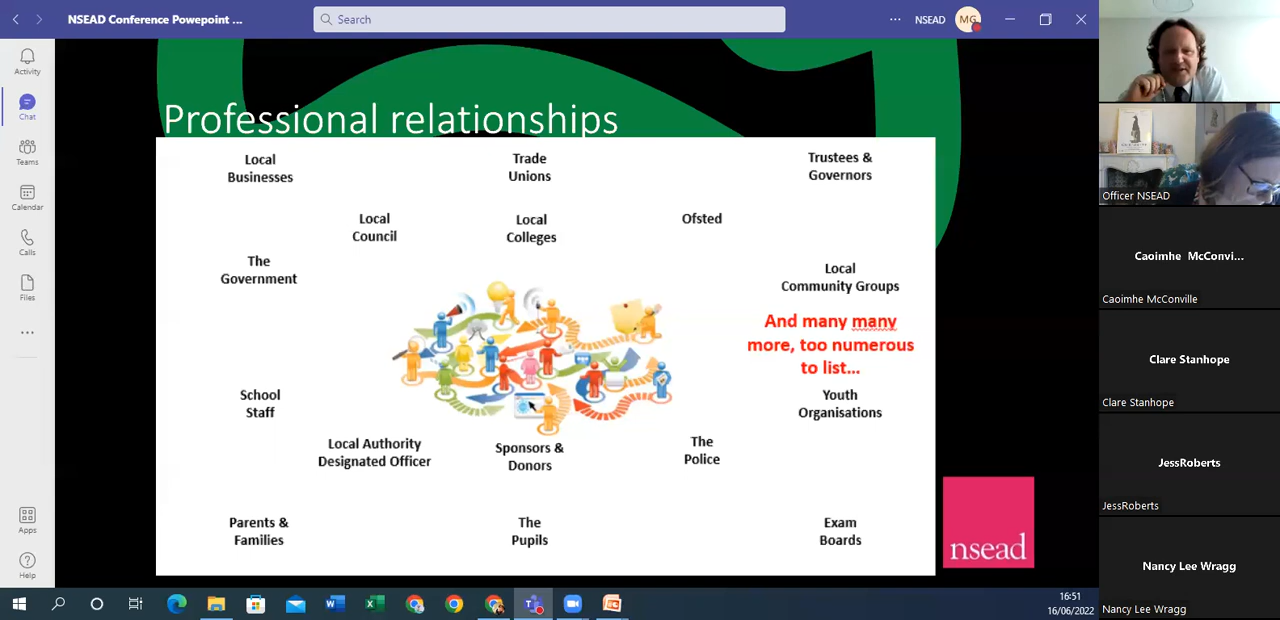 NSEAD Conference Powepoint ...
Search
NSEAD
MG
Activity
Chat
Teams
Calendar
Calls
Files
Apps
Help
Professional relationships
Local
Businesses
Trade
Unions
Trustees &
Governors
Local
Council
Local
Colleges
Ofsted
The
Government
Local
Community Groups
And many many
more, too numerous
to list...
School
Staff
Youth
Organisations
Local Authority
Designated Officer
Sponsors &
Donors
The
Police
Parents &
Families
The
Pupils
Exam
Boards
nsead
Officer NSEAD
Caoimhe McConvi...
Caoimhe McConville
Clare Stanhope
Clare Stanhope
JessRoberts
JessRoberts
Nancy Lee Wragg
Nancy Lee Wragg
16:51
16/06/2022